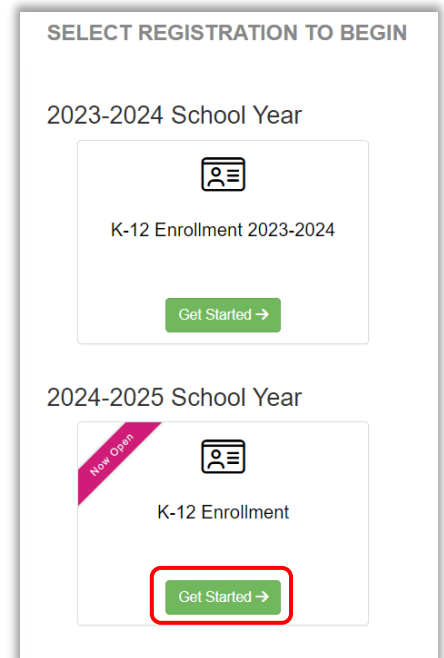 SELECT REGISTRATION TO BEGIN
2023-2024 School Year
K-12 Enrollment 2023-2024
Get Started →
2024-2025 School Year
Now Open
K-12 Enrollment
Get Started →